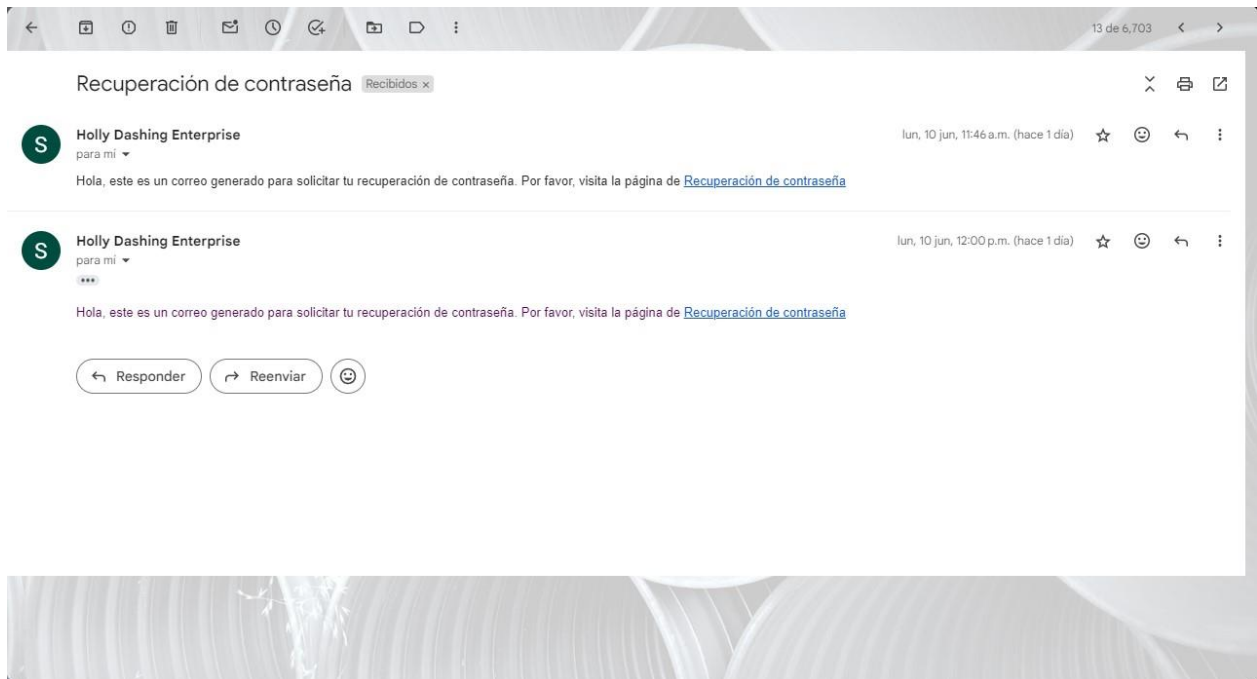 13 de 6,703
Recuperación de contraseña Recibidos ×
S
Holly Dashing Enterprise lun, 10 jun, 11:46 a.m. (hace 1 día)
para mí
Hola, este es un correo generado para solicitar tu recuperación de contraseña. Por favor, visita la página de Recuperación de contraseña
S
Holly Dashing Enterprise lun, 10 jun, 12:00 p.m. (hace 1 día)
para mí
•••
Hola, este es un correo generado para solicitar tu recuperación de contraseña. Por favor, visita la página de Recuperación de contraseña
Responder Reenviar